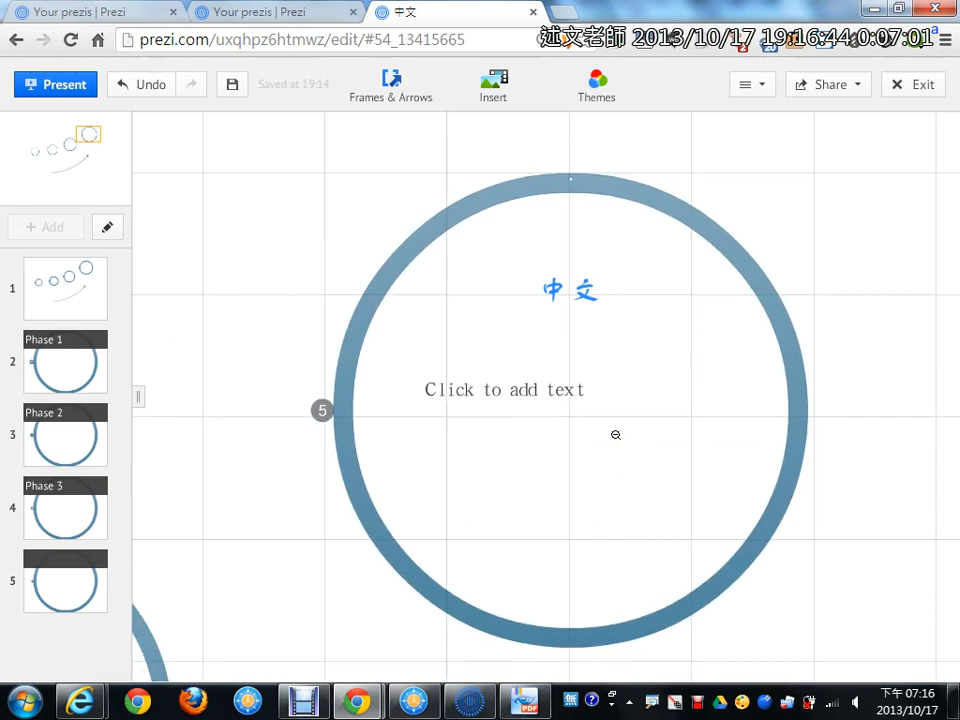 Your prezis | Prezi
Your prezis | Prezi
中文
prezi.com/uxqhpz6htmwz/edit/#54_13415665
述文老師 2013/10/17 19:16:44 0:07:01
Present
Undo
Saved at 19:14
Frames & Arrows
Insert
Themes
Share
Exit
+ Add
1
Phase 1
2
Phase 2
3
Phase 3
4
5
中文
Click to add text
5
下午 07:16
2013/10/17